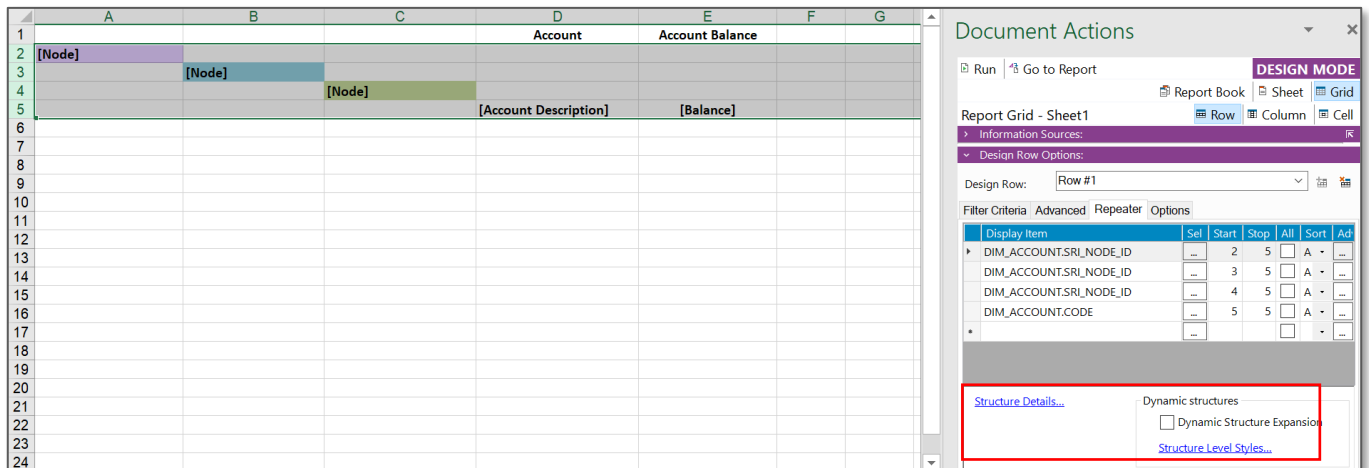 A B C D E F G
1 Account Account Balance
2 [Node]
3 [Node]
4 [Node]
5 [Account Description] [Balance]
6
7
8
9
10
11
12
13
14
15
16
17
18
19
20
21
22
23
24
Document Actions
Run Go to Report DESIGN MODE
Report Book Sheet Grid
Report Grid - Sheet1 Row Column Cell
Information Sources:
Design Row Options:
Design Row: Row #1
Filter Criteria Advanced Repeater Options
Display Item Sel Start Stop All Sort Adv
DIM_ACCOUNT.SRI_NODE_ID ... 2 5 A ...
DIM_ACCOUNT.SRI_NODE_ID ... 3 5 A ...
DIM_ACCOUNT.SRI_NODE_ID ... 4 5 A ...
DIM_ACCOUNT.CODE ... 5 5 A ...
* ... ...
Structure Details... Dynamic structures
Dynamic Structure Expansion
Structure Level Styles...